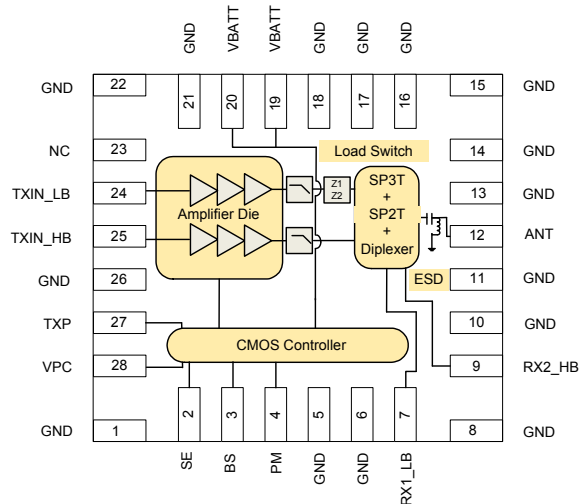 GND
VBATT
VBATT
GND
GND
GND
GND
22
21
20
19
18
17
16
15
GND
NC
23
Load Switch
14
GND
TXIN_LB
24
Amplifier Die
Z1
Z2
SP3T
+
SP2T
+
Diplexer
13
GND
TXIN_HB
25
12
ANT
GND
26
ESD
11
GND
TXP
27
10
GND
CMOS Controller
VPC
28
9
RX2_HB
GND
1
2
3
4
5
6
7
8
GND
SE
BS
PM
GND
GND
RX1_LB